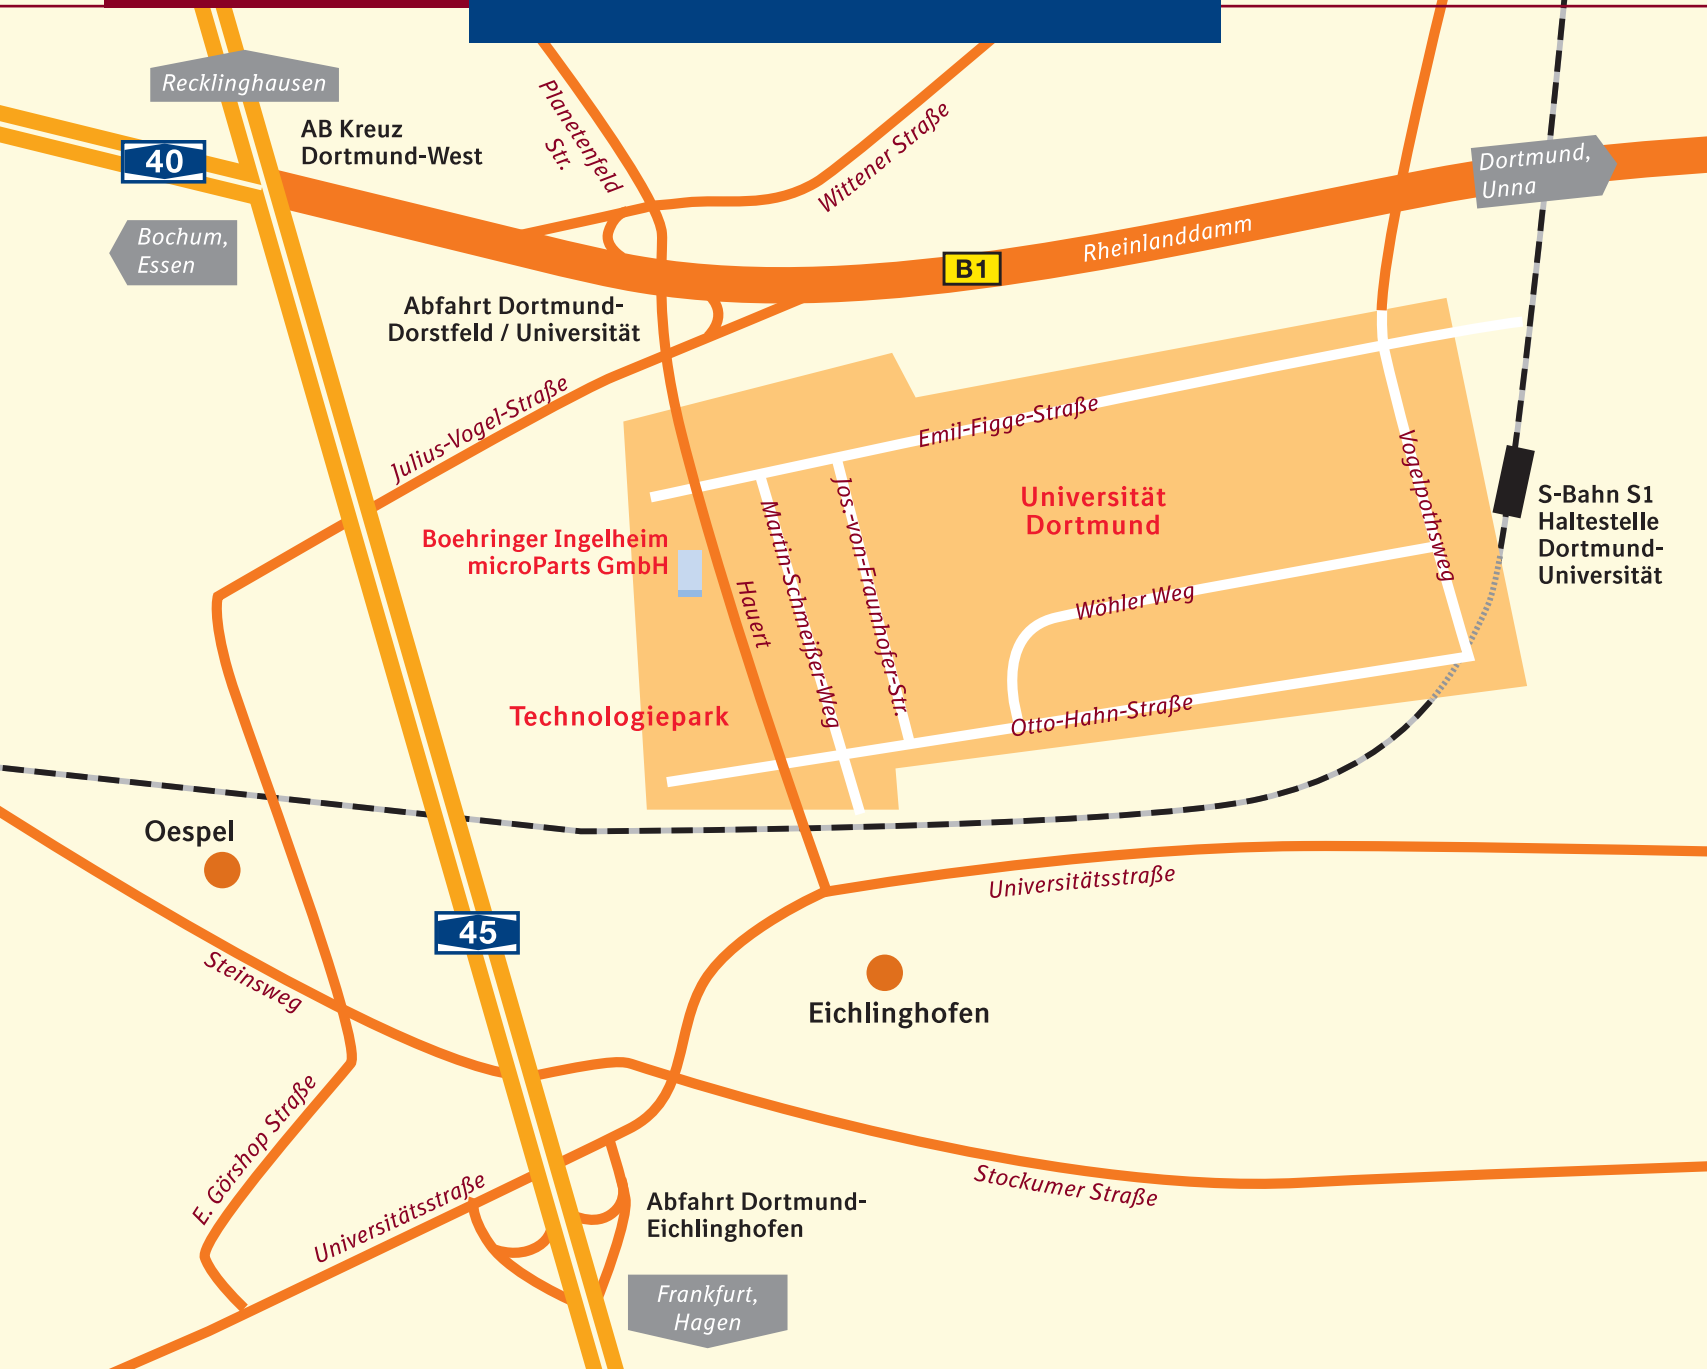 Recklinghausen
AB Kreuz
Dortmund-West
40
Bochum,
Essen
Planetenfeld
Str.
Wittener Straße
Dortmund,
Unna
Rheinlanddamm
B1
Abfahrt Dortmund-
Dorstfeld / Universität
Julius-Vogel-Straße
Emil-Figge-Straße
Vogelpothsweg
Universität
Dortmund
S-Bahn S1
Haltestelle
Dortmund-
Universität
Boehringer Ingelheim
microParts GmbH
Hauert
Martin-Schmeißer-Weg
Jos.-von-Fraunhofer-Str.
Wöhler Weg
Otto-Hahn-Straße
Technologiepark
Oespel
Universitätsstraße
45
Steinsweg
Eichlinghofen
E. Görshop Straße
Universitätsstraße
Stockumer Straße
Abfahrt Dortmund-
Eichlinghofen
Frankfurt,
Hagen